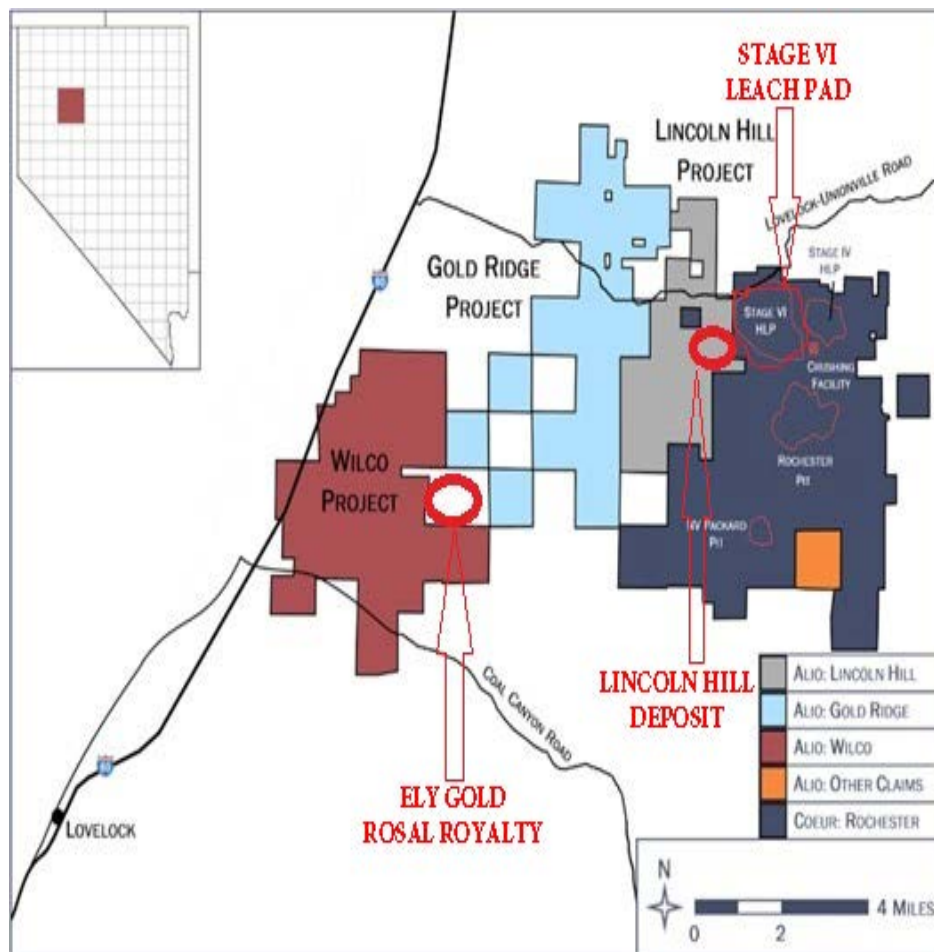 STAGE VI
LEACH PAD
LINCOLN HILL
PROJECT
LOVELOCK-UNIONVILLE ROAD
STAGE IV
HLP
GOLD RIDGE
PROJECT
STAGE VI
HLP
CRUSHING
FACILITY
WILCO
PROJECT
ROCHESTER
PIT
NV PACKARD
PIT
COAL CANYON ROAD
LINCOLN HILL
DEPOSIT
ELY GOLD
ROSAL ROYALTY
LOVELOCK
ALIO: LINCOLN HILL
ALIO: GOLD RIDGE
ALIO: WILCO
ALIO: OTHER CLAIMS
COEUR: ROCHESTER
N
4 MILES
0 2